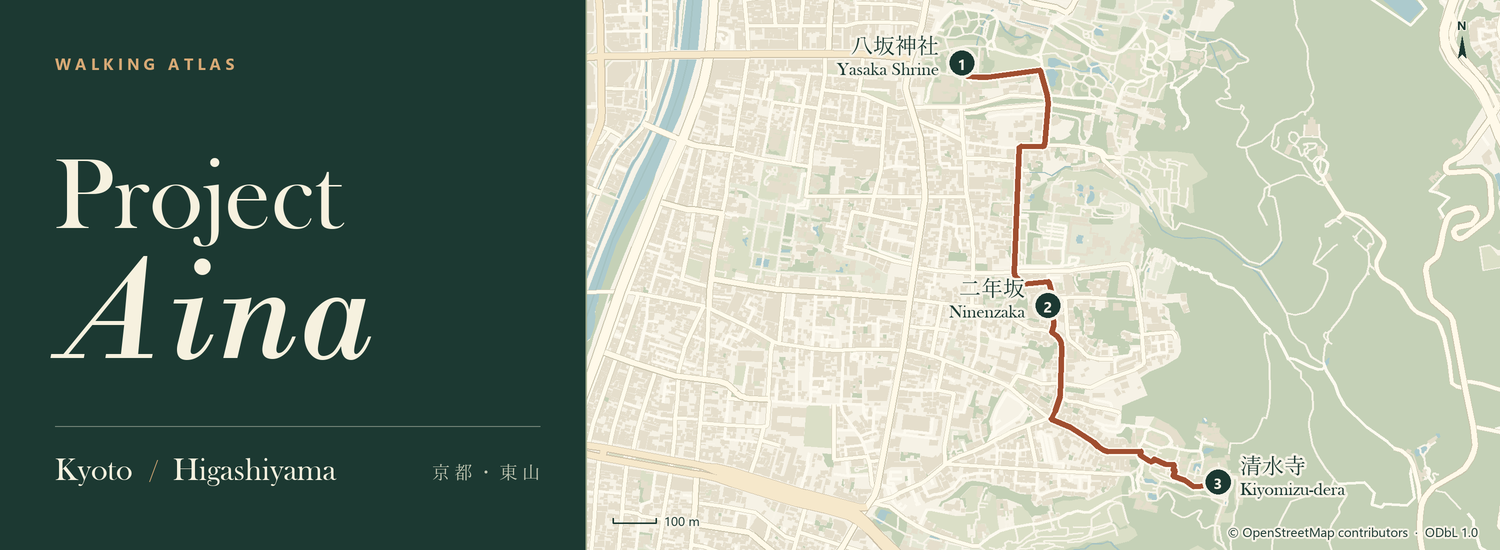 WALKING ATLAS
Project
Aina
Kyoto / Higashiyama
京都・東山
八坂神社
Yasaka Shrine
1
N
二年坂
Ninenzaka
2
清水寺
Kiyomizu-dera
3
100 m
© OpenStreetMap contributors · ODbL 1.0